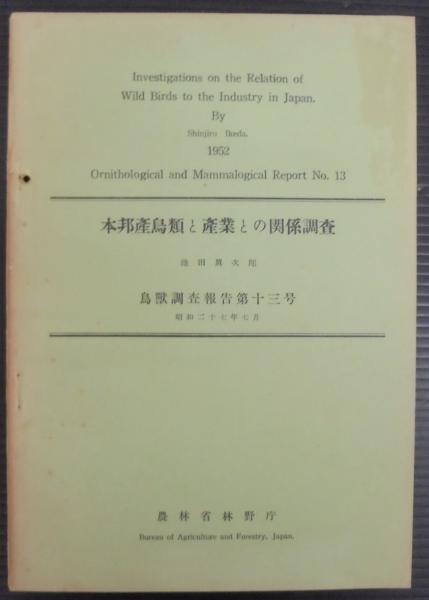 Investigations on the Relation of
Wild Birds to the Industry in Japan.
By
Shinjiro Ikeda.
1952
Ornithological and Mammalogical Report No. 13
本邦産鳥類と産業との関係調査
池田眞次郎
鳥獸調査報告第十三号
昭和二十七年七月
農林省林野庁
Bureau of Agriculture and Forestry, Japan.